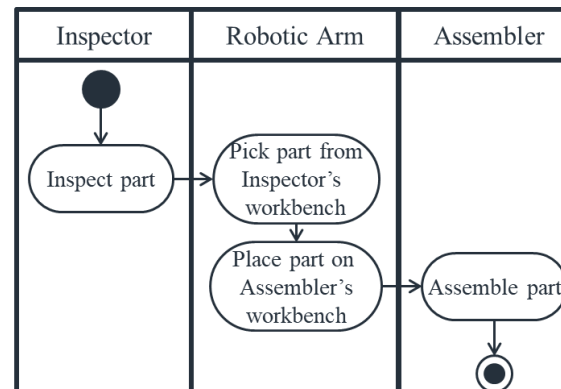 Inspector
Robotic Arm
Assembler
Inspect part
Pick part from
Inspector's
workbench
Place part on
Assembler's
workbench
Assemble part